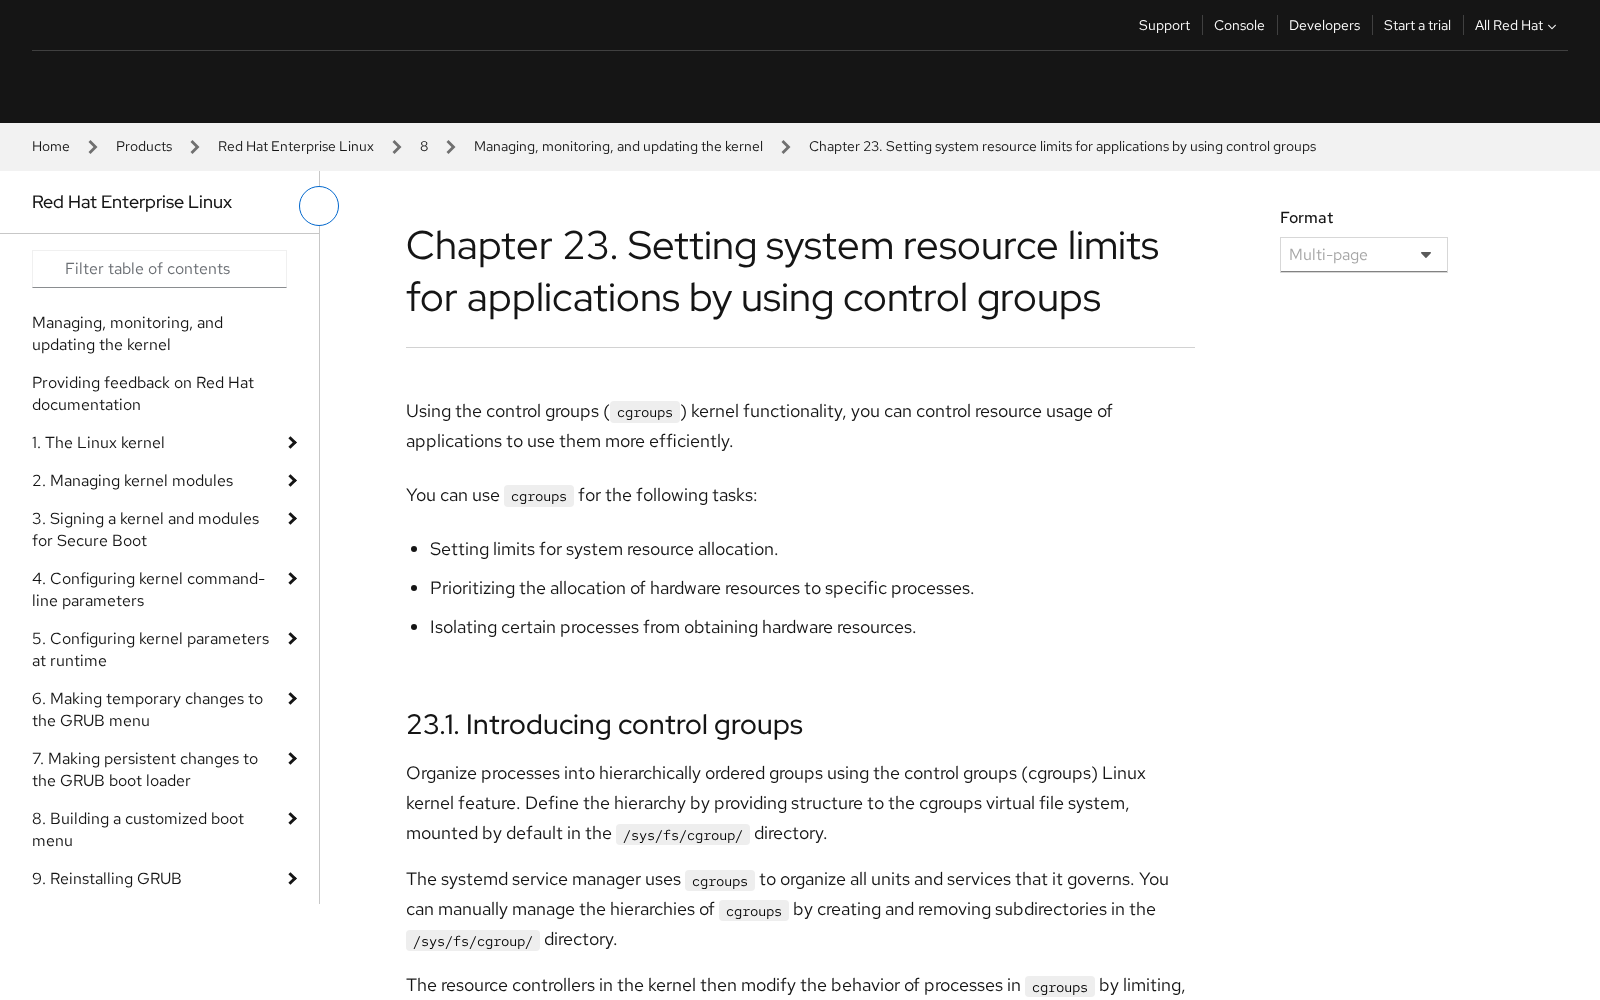 Support
Console
Developers
Start a trial
All Red Hat
Home
Products
Red Hat Enterprise Linux
8
Managing, monitoring, and updating the kernel
Chapter 23. Setting system resource limits for applications by using control groups
Red Hat Enterprise Linux
Filter table of contents
Managing, monitoring, and
updating the kernel
Providing feedback on Red Hat
documentation
1. The Linux kernel
2. Managing kernel modules
3. Signing a kernel and modules
for Secure Boot
4. Configuring kernel command-
line parameters
5. Configuring kernel parameters
at runtime
6. Making temporary changes to
the GRUB menu
7. Making persistent changes to
the GRUB boot loader
8. Building a customized boot
menu
9. Reinstalling GRUB
Chapter 23. Setting system resource limits
for applications by using control groups
Using the control groups (cgroups) kernel functionality, you can control resource usage of
applications to use them more efficiently.
You can use cgroups for the following tasks:
Setting limits for system resource allocation.
Prioritizing the allocation of hardware resources to specific processes.
Isolating certain processes from obtaining hardware resources.
23.1. Introducing control groups
Organize processes into hierarchically ordered groups using the control groups (cgroups) Linux
kernel feature. Define the hierarchy by providing structure to the cgroups virtual file system,
mounted by default in the /sys/fs/cgroup/ directory.
The systemd service manager uses cgroups to organize all units and services that it governs. You
can manually manage the hierarchies of cgroups by creating and removing subdirectories in the
/sys/fs/cgroup/ directory.
The resource controllers in the kernel then modify the behavior of processes in cgroups by limiting,
Format
Multi-page